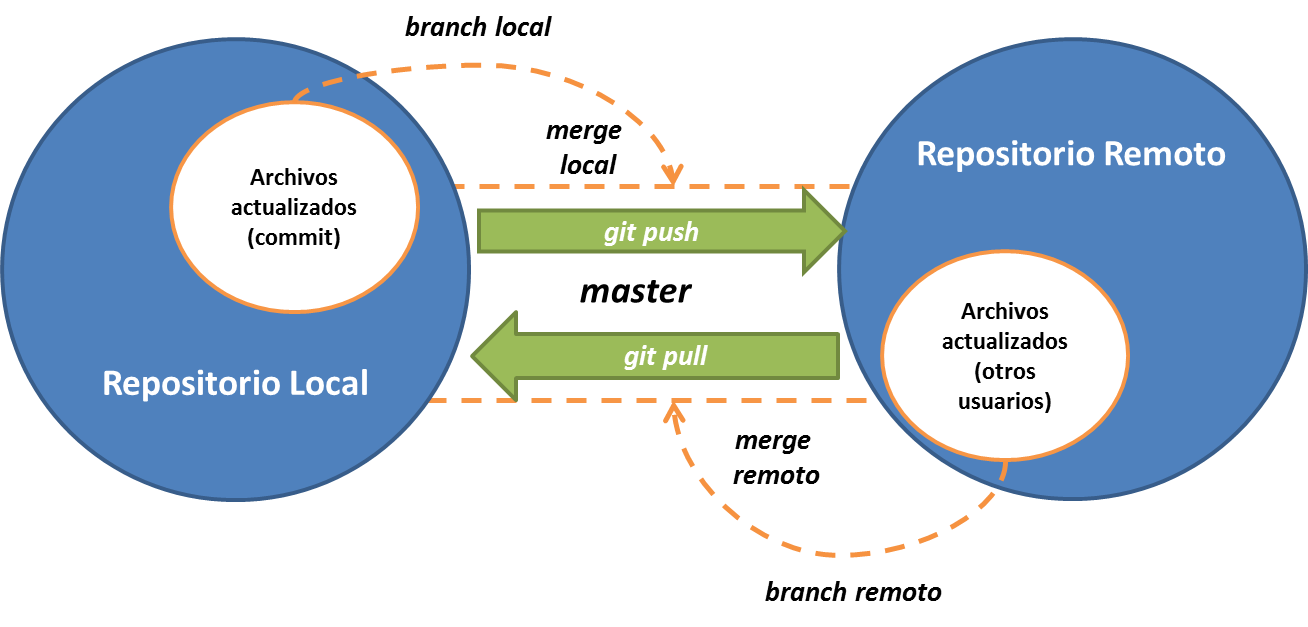 branch local
merge
local
Archivos
actualizados
(commit)
Repositorio Local
git push
master
git pull
Repositorio Remoto
Archivos
actualizados
(otros
usuarios)
merge
remoto
branch remoto